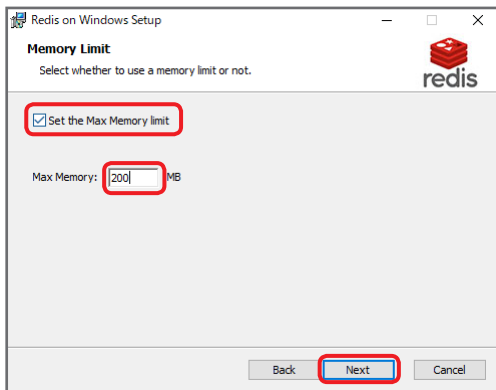 Redis on Windows Setup
Memory Limit
Select whether to use a memory limit or not.
redis
Set the Max Memory limit
Max Memory: 200 MB
Back Next Cancel